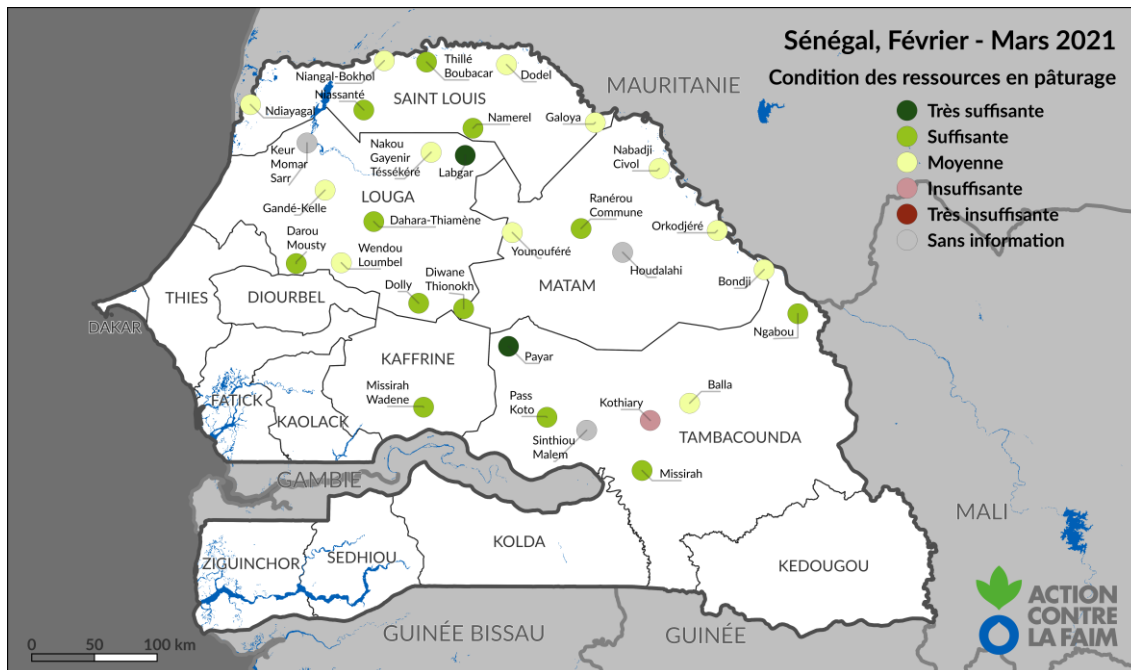 Sénégal, Février - Mars 2021
Condition des ressources en pâturage
Très suffisante
Suffisante
Moyenne
Insuffisante
Très insuffisante
Sans information
MAURITANIE
Niangal-Bokhol
Thillé
Boubacar
Dodel
Ndiayagal
Niassanté
SAINT LOUIS
Namerel
Galoya
Keur
Momar
Sarr
Nakou
Gayenir
Téssékéré
Labgar
Nabadji
Civol
Gandé-Kelle
LOUGA
Ranérou
Commune
Dahara-Thiamène
Orkodjéré
Darou
Mousty
Wendou
Loumbel
Younouféré
Houdalahi
Diwane
Thionokh
Dolly
MATAM
Bondji
THIES
DIOURBEL
DAKAR
Ngabou
KAFFRINE
Payar
Missirah
Wadene
Balla
Pass
Koto
Kothiary
FATICK
KAOLACK
Sinthiou
Malem
TAMBACOUNDA
Missirah
GAMBIE
MALI
KOLDA
ZIGUINCHOR
SEDHIOU
KEDOUGOU
GUINÉE BISSAU
GUINÉE
0 50 100 km
ACTION
CONTRE
LA FAIM